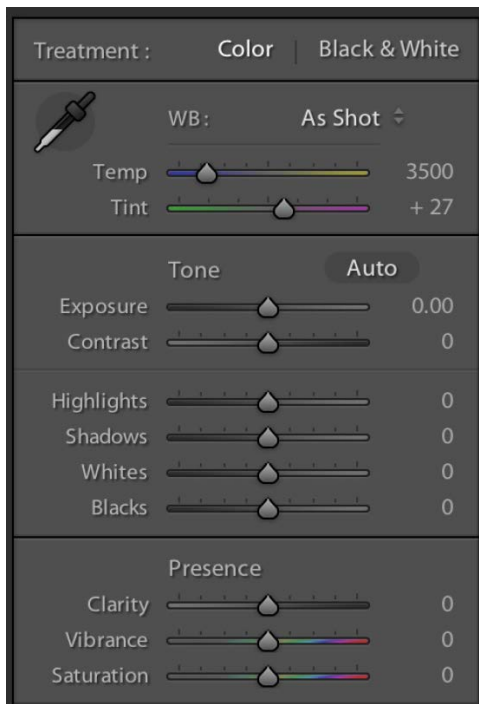 Treatment : Color | Black & White
WB: As Shot
Temp 3500
Tint + 27
Tone Auto
Exposure 0.00
Contrast 0
Highlights 0
Shadows 0
Whites 0
Blacks 0
Presence
Clarity 0
Vibrance 0
Saturation 0